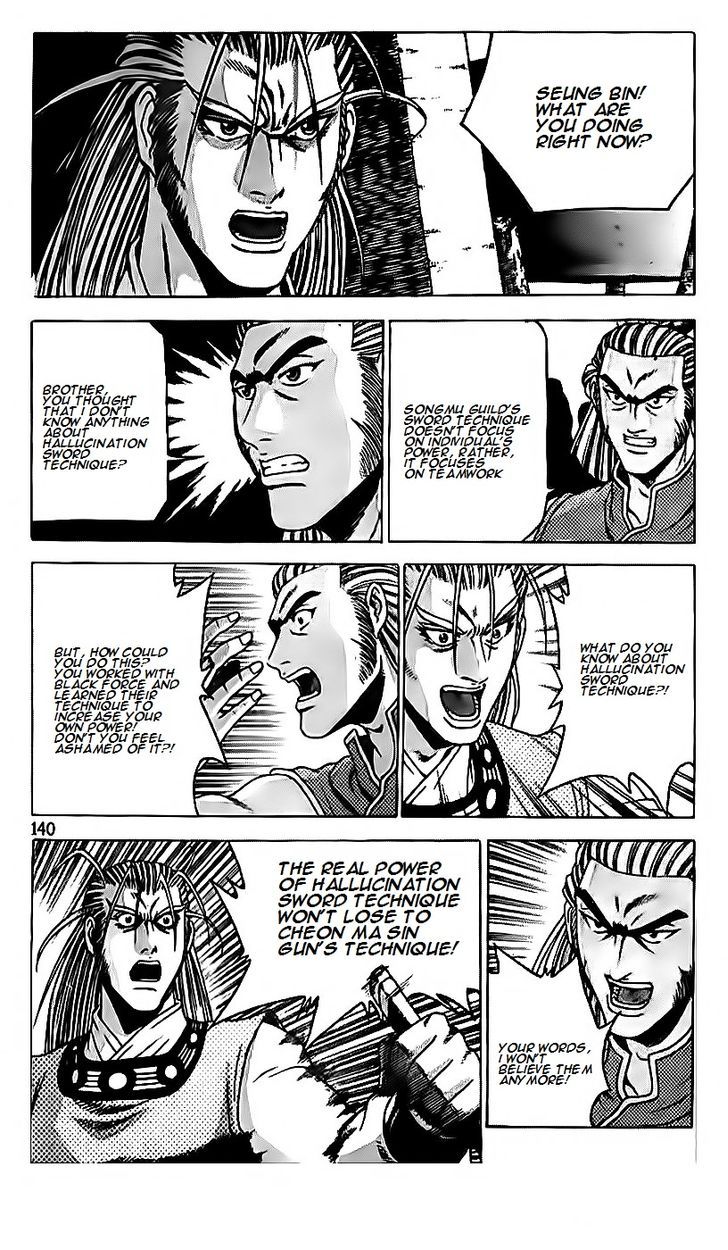 SEUNG BIN!
WHAT ARE
YOU DOING
RIGHT NOW?
BROTHER,
YOU THOUGHT
THAT I DON'T
KNOW ANYTHING
ABOUT
HALLUCINATION
SWORD
TECHNIQUE?
SONGMU GUILD'S
SWORD TECHNIQUE
DOESN'T FOCUS
ON INDIVIDUAL'S
POWER, RATHER,
IT FOCUSES
ON TEAMWORK
BUT, HOW COULD
YOU DO THIS?
YOU WORKED WITH
BLACK FORCE AND
LEARNED THEIR
TECHNIQUE TO
INCREASE YOUR
OWN POWER!
DON'T YOU FEEL
ASHAMED OF IT?!
WHAT DO YOU
KNOW ABOUT
HALLUCINATION
SWORD
TECHNIQUE?!
140
THE REAL POWER
OF HALLUCINATION
SWORD TECHNIQUE
WON'T LOSE TO
CHEON MA SIN
GUN'S TECHNIQUE!
YOUR WORDS,
I WON'T
BELIEVE THEM
ANYMORE!